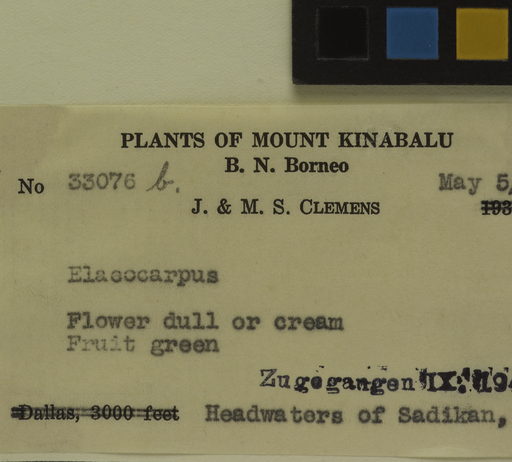 PLANTS OF MOUNT KINABALU
B. N. Borneo
No 33076 b. May 5,
193
J. & M. S. CLEMENS
Elaeocarpus
Flower dull or cream
Fruit green
Zugegangen IX.
Dallas, 3000 feet Headwaters of Sadikan,